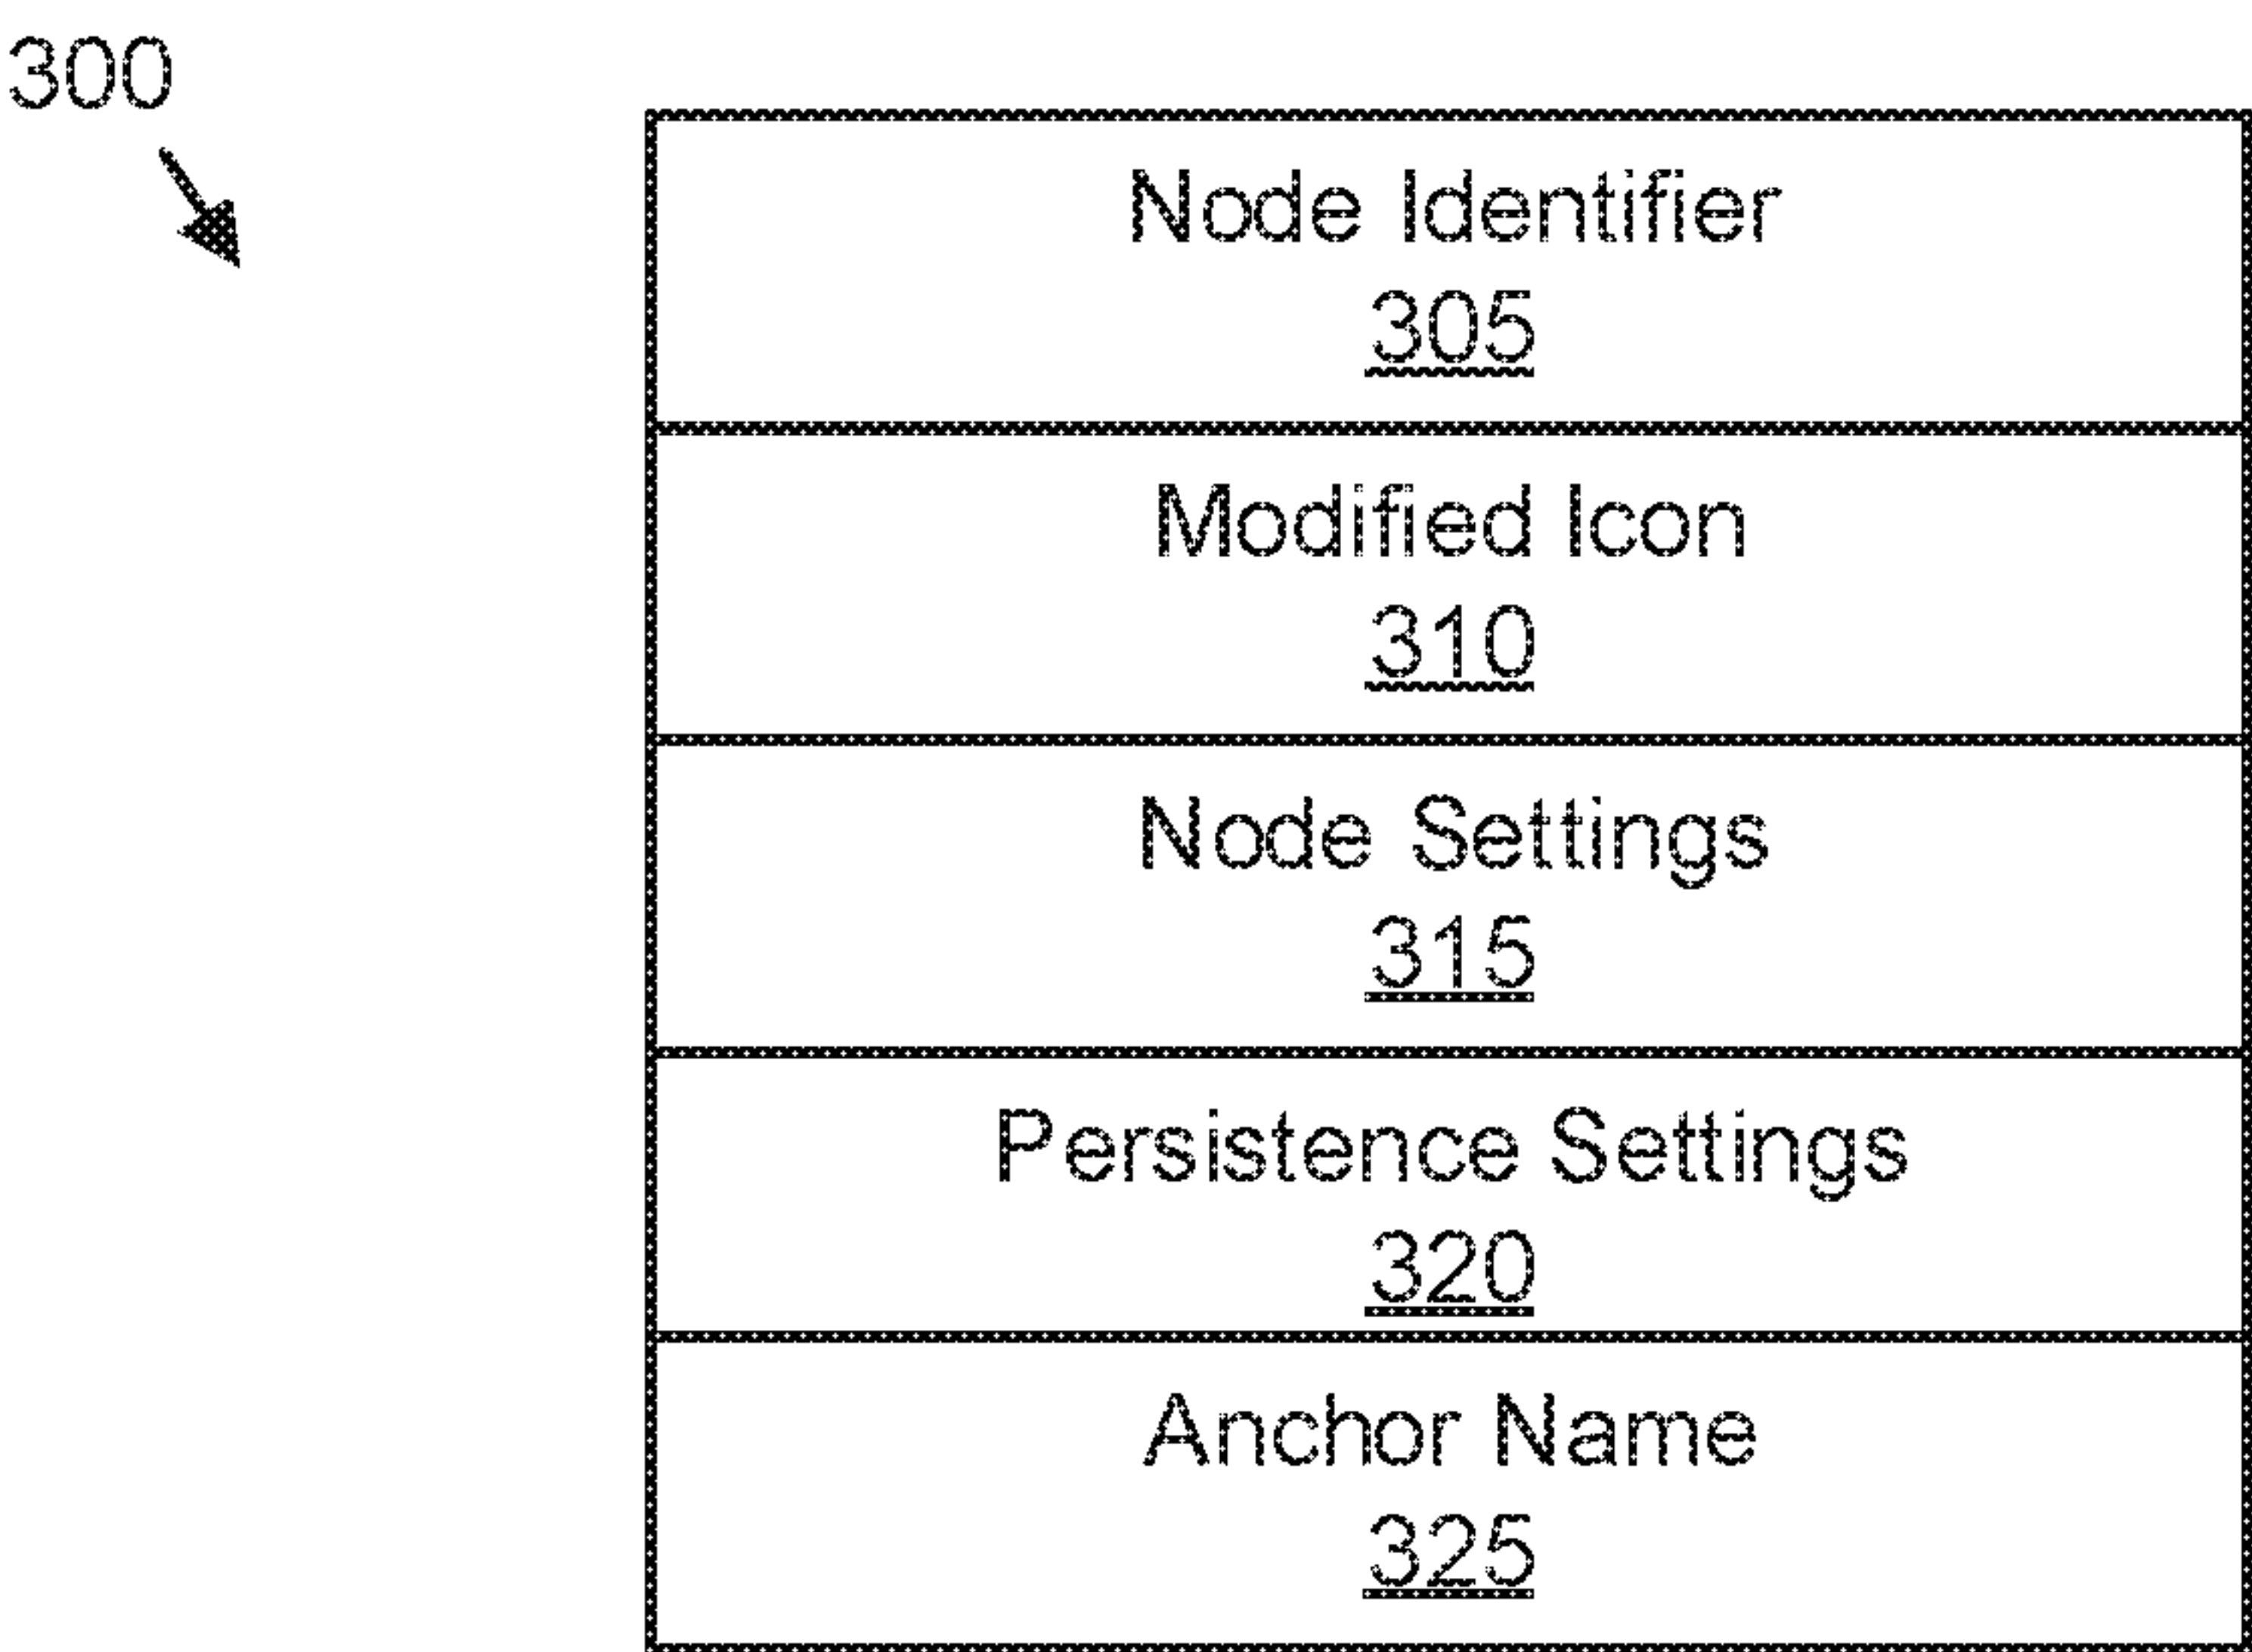 300
Node Identifier
305
Modified Icon
310
Node Settings
315
Persistence Settings
320
Anchor Name
325